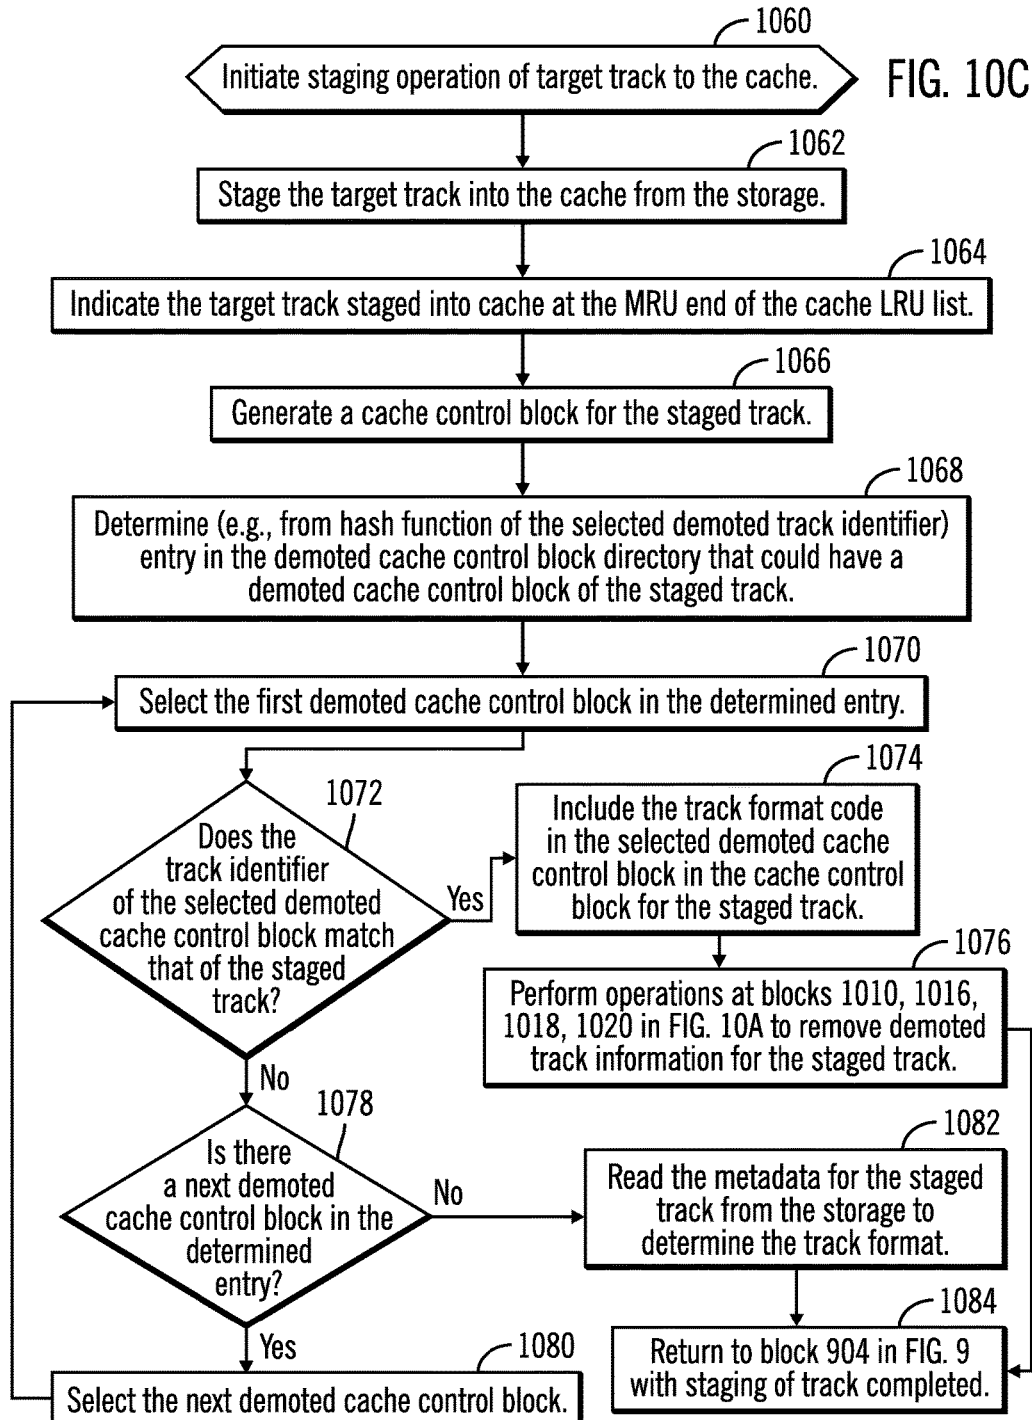 1060
Initiate staging operation of target track to the cache.
FIG. 10C
1062
Stage the target track into the cache from the storage.
1064
Indicate the target track staged into cache at the MRU end of the cache LRU list.
1066
Generate a cache control block for the staged track.
1068
Determine (e.g., from hash function of the selected demoted track identifier)
entry in the demoted cache control block directory that could have a
demoted cache control block of the staged track.
1070
Select the first demoted cache control block in the determined entry.
1072
Does the
track identifier
of the selected demoted
cache control block match
that of the staged
track?
Yes
1074
Include the track format code
in the selected demoted cache
control block in the cache control
block for the staged track.
1076
Perform operations at blocks 1010, 1016,
1018, 1020 in FIG. 10A to remove demoted
track information for the staged track.
No
1078
Is there
a next demoted
cache control block in the
determined
entry?
No
1082
Read the metadata for the staged
track from the storage to
determine the track format.
Yes
1080
Select the next demoted cache control block.
1084
Return to block 904 in FIG. 9
with staging of track completed.